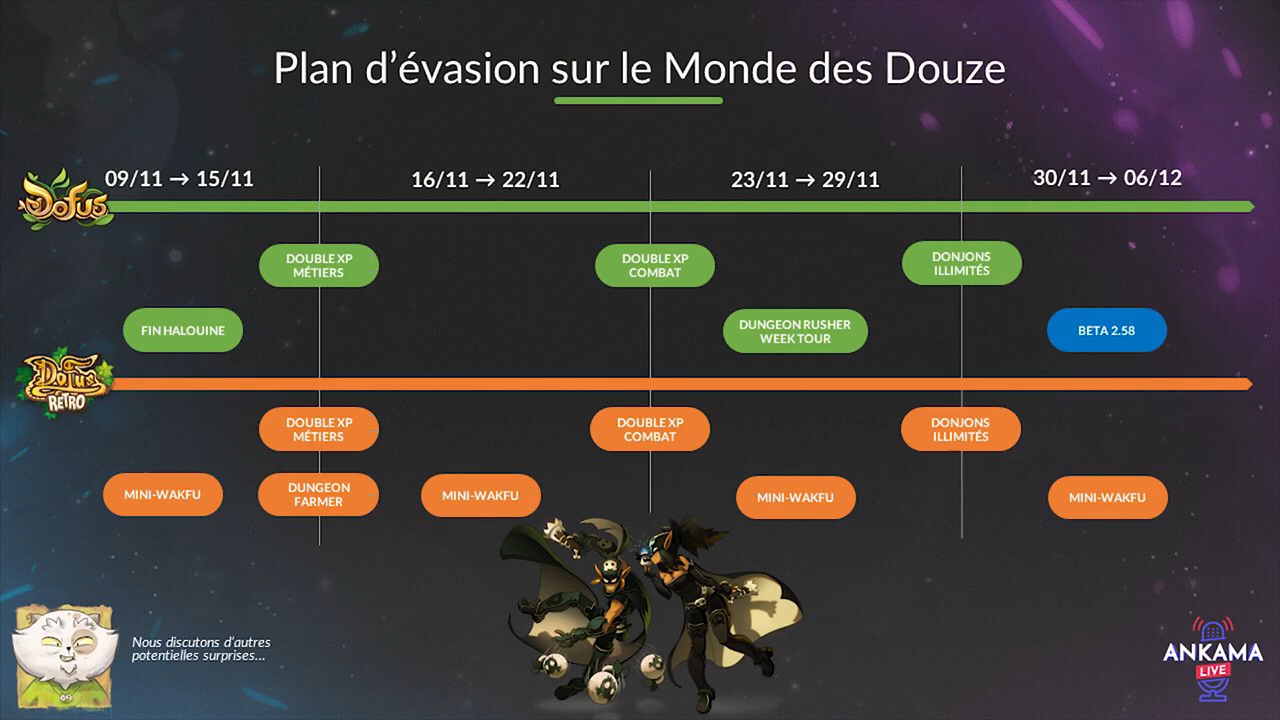 Plan d’évasion sur le Monde des Douze
09/11 → 15/11
16/11 → 22/11
23/11 → 29/11
30/11 → 06/12
DOFUS
DOUBLE XP
MÉTIERS
DOUBLE XP
COMBAT
DONJONS
ILLIMITÉS
FIN HALOUINE
DUNGEON RUSHER
WEEK TOUR
BETA 2.58
DOFUS
RETRO
DOUBLE XP
MÉTIERS
DOUBLE XP
COMBAT
DONJONS
ILLIMITÉS
MINI-WAKFU
DUNGEON
FARMER
MINI-WAKFU
MINI-WAKFU
MINI-WAKFU
Nous discutons d’autres
potentielles surprises...
ANKAMA
LIVE